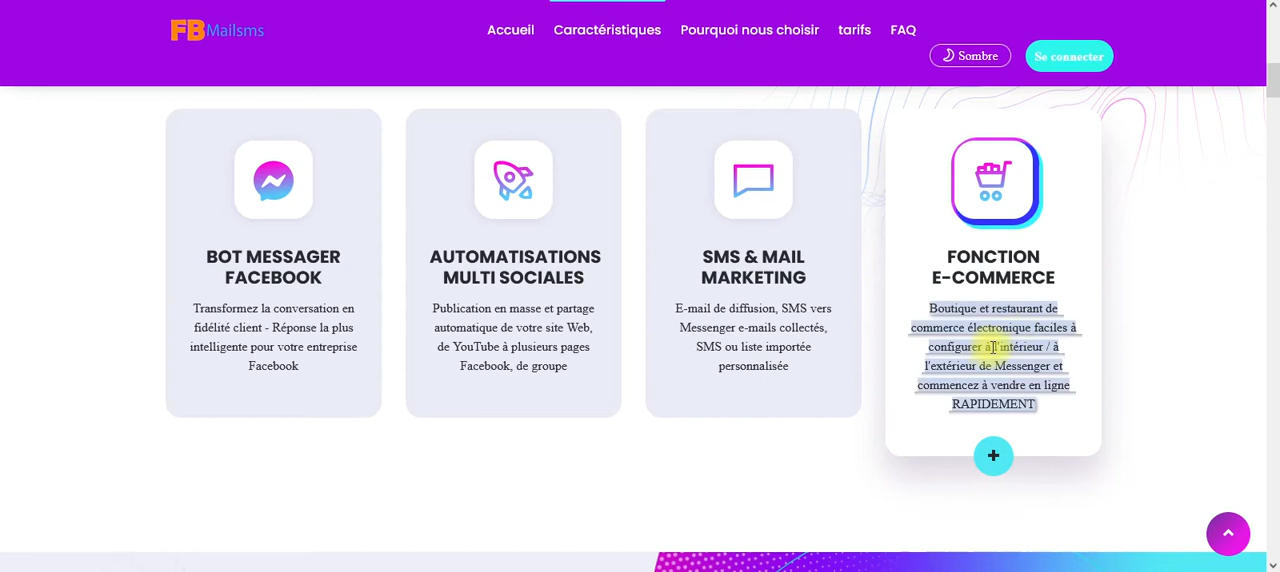 FBMailsms
Accueil
Caractéristiques
Pourquoi nous choisir
tarifs
FAQ
Sombre
Se connecter
BOT MESSAGER
FACEBOOK
Transformez la conversation en
fidélité client - Réponse la plus
intelligente pour votre entreprise
Facebook
AUTOMATISATIONS
MULTI SOCIALES
Publication en masse et partage
automatique de votre site Web,
de YouTube à plusieurs pages
Facebook, de groupe
SMS & MAIL
MARKETING
E-mail de diffusion, SMS vers
Messenger e-mails collectés,
SMS ou liste importée
personnalisée
FONCTION
E-COMMERCE
Boutique et restaurant de
commerce électronique faciles à
configurer à l'intérieur / à
l'extérieur de Messenger et
commencez à vendre en ligne
RAPIDEMENT